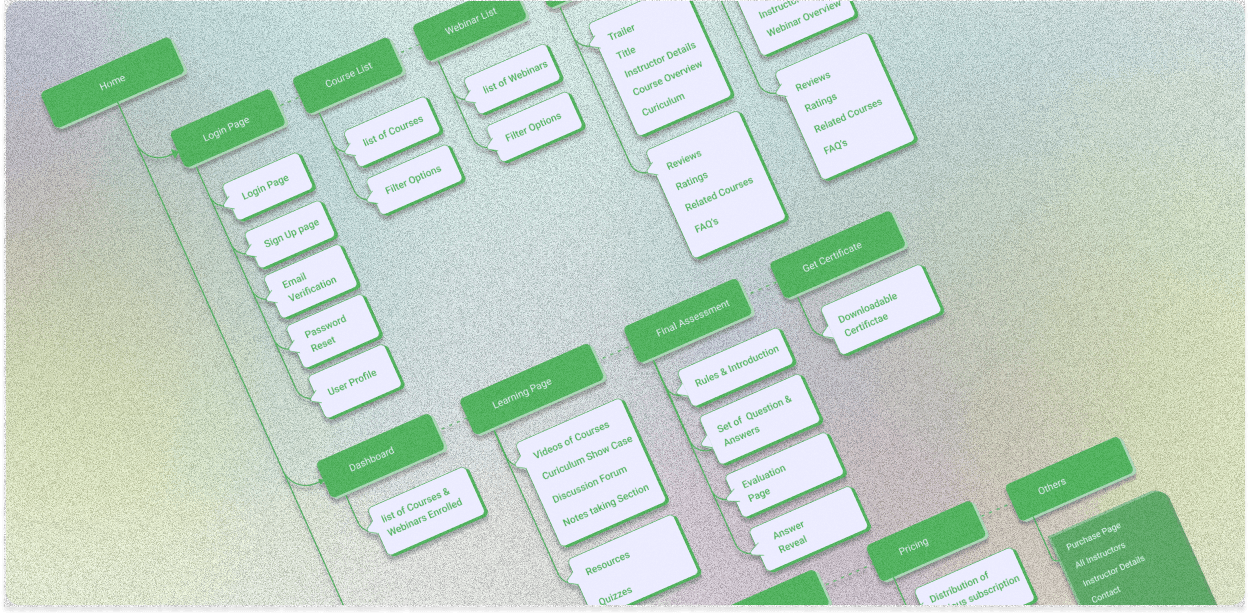 Home
Login Page
Login Page
Sign Up page
Email
Verification
Password
Reset
User Profile
Course List
list of Courses
Filter Options
Webinar List
list of Webinars
Filter Options
Trailer
Title
Instructor Details
Course Overview
Curiculum
Reviews
Ratings
Related Courses
FAQ's
Webinar Overview
Reviews
Ratings
Related Courses
FAQ's
Dashboard
list of Courses &
Webinars Enrolled
Learning Page
Videos of Courses
Curiculum Show Case
Discussion Forum
Notes taking Section
Resources
Quizzes
Final Assessment
Rules & Introduction
Set of Question &
Answers
Evaluation
Page
Answer
Reveal
Get Certificate
Downloadable
Certifictae
Pricing
Distribution of
subscription
Others
Purchase Page
All Instructors
Instructor Details
Contact